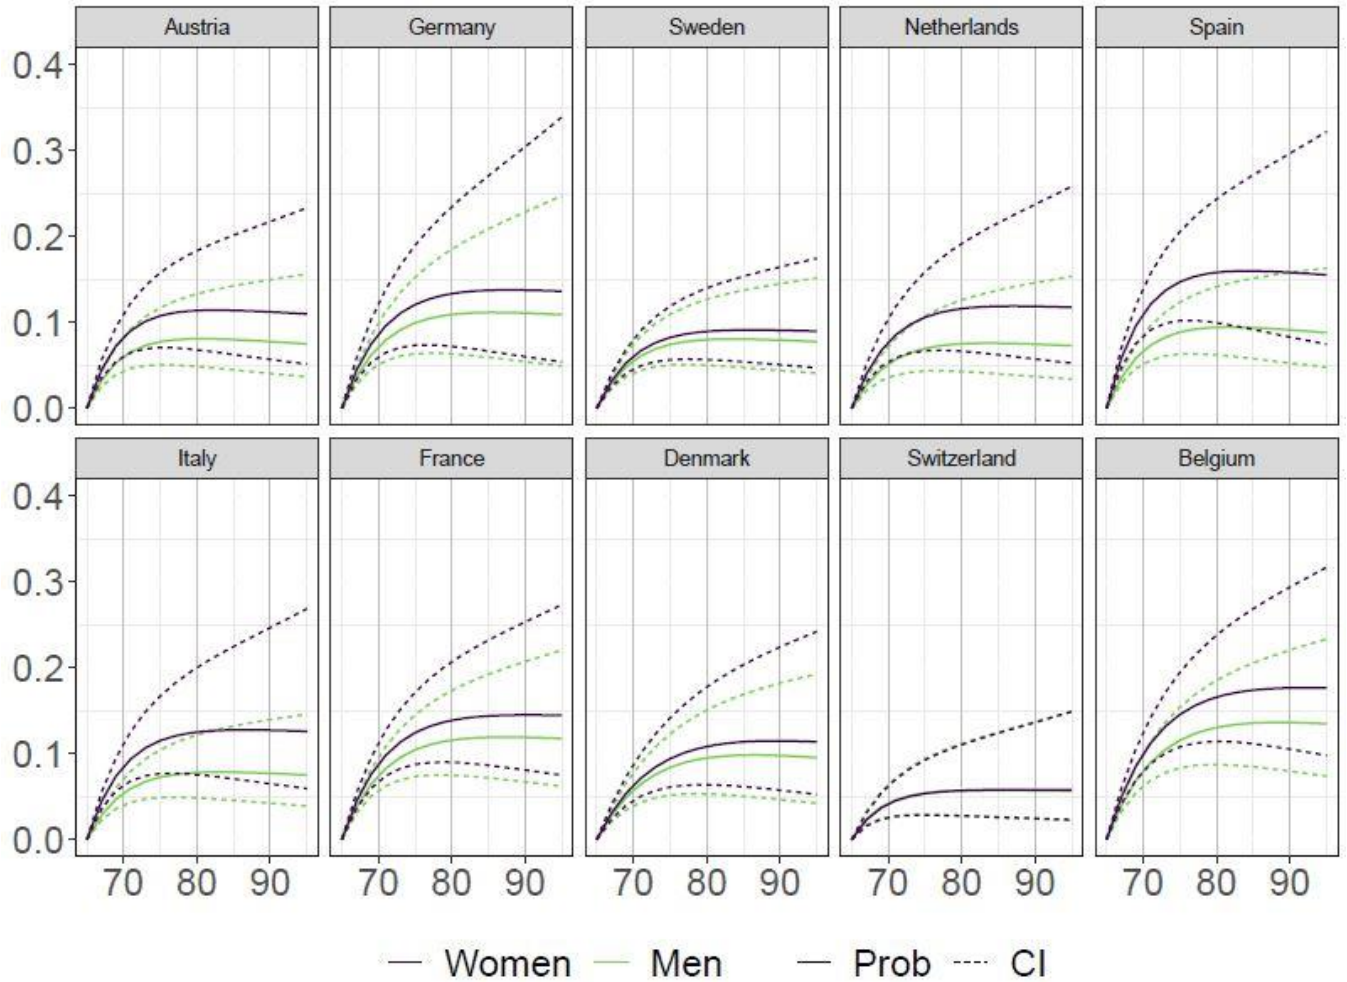 Austria Germany Sweden Netherlands Spain
0.4
0.3
0.2
0.1
0.0
Italy France Denmark Switzerland Belgium
0.4
0.3
0.2
0.1
0.0
70 80 90 70 80 90 70 80 90 70 80 90 70 80 90
Women Men Prob CI